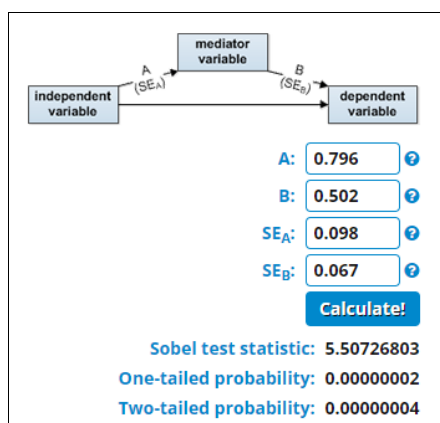 mediator
variable
A
(SEA)
B
(SEB)
independent
variable
dependent
variable
A: 0.796 ?
B: 0.502 ?
SEA: 0.098 ?
SEB: 0.067 ?
Calculate!
Sobel test statistic: 5.50726803
One-tailed probability: 0.00000002
Two-tailed probability: 0.00000004